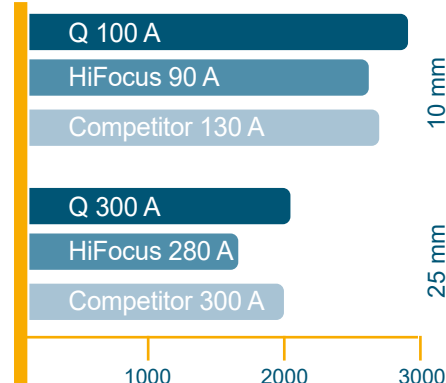 Q 100 A
HiFocus 90 A
Competitor 130 A
10 mm
Q 300 A
HiFocus 280 A
Competitor 300 A
25 mm
1000 2000 3000